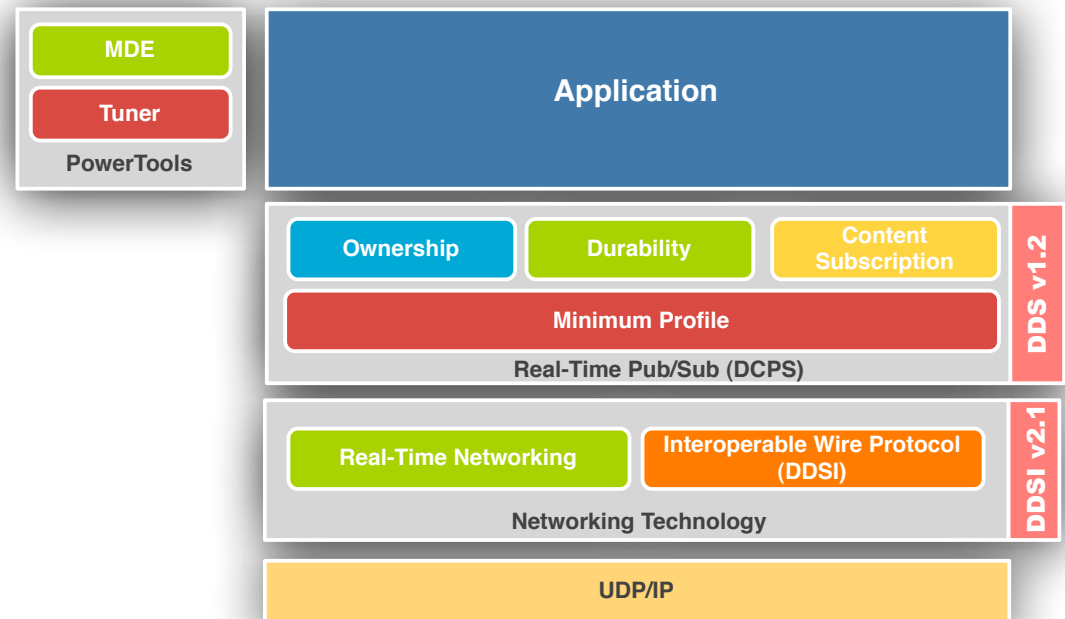 MDE
Tuner
PowerTools
Application
Ownership
Durability
Content
Subscription
Minimum Profile
Real-Time Pub/Sub (DCPS)
DDS v1.2
Real-Time Networking
Interoperable Wire Protocol
(DDSI)
Networking Technology
DDSI v2.1
UDP/IP